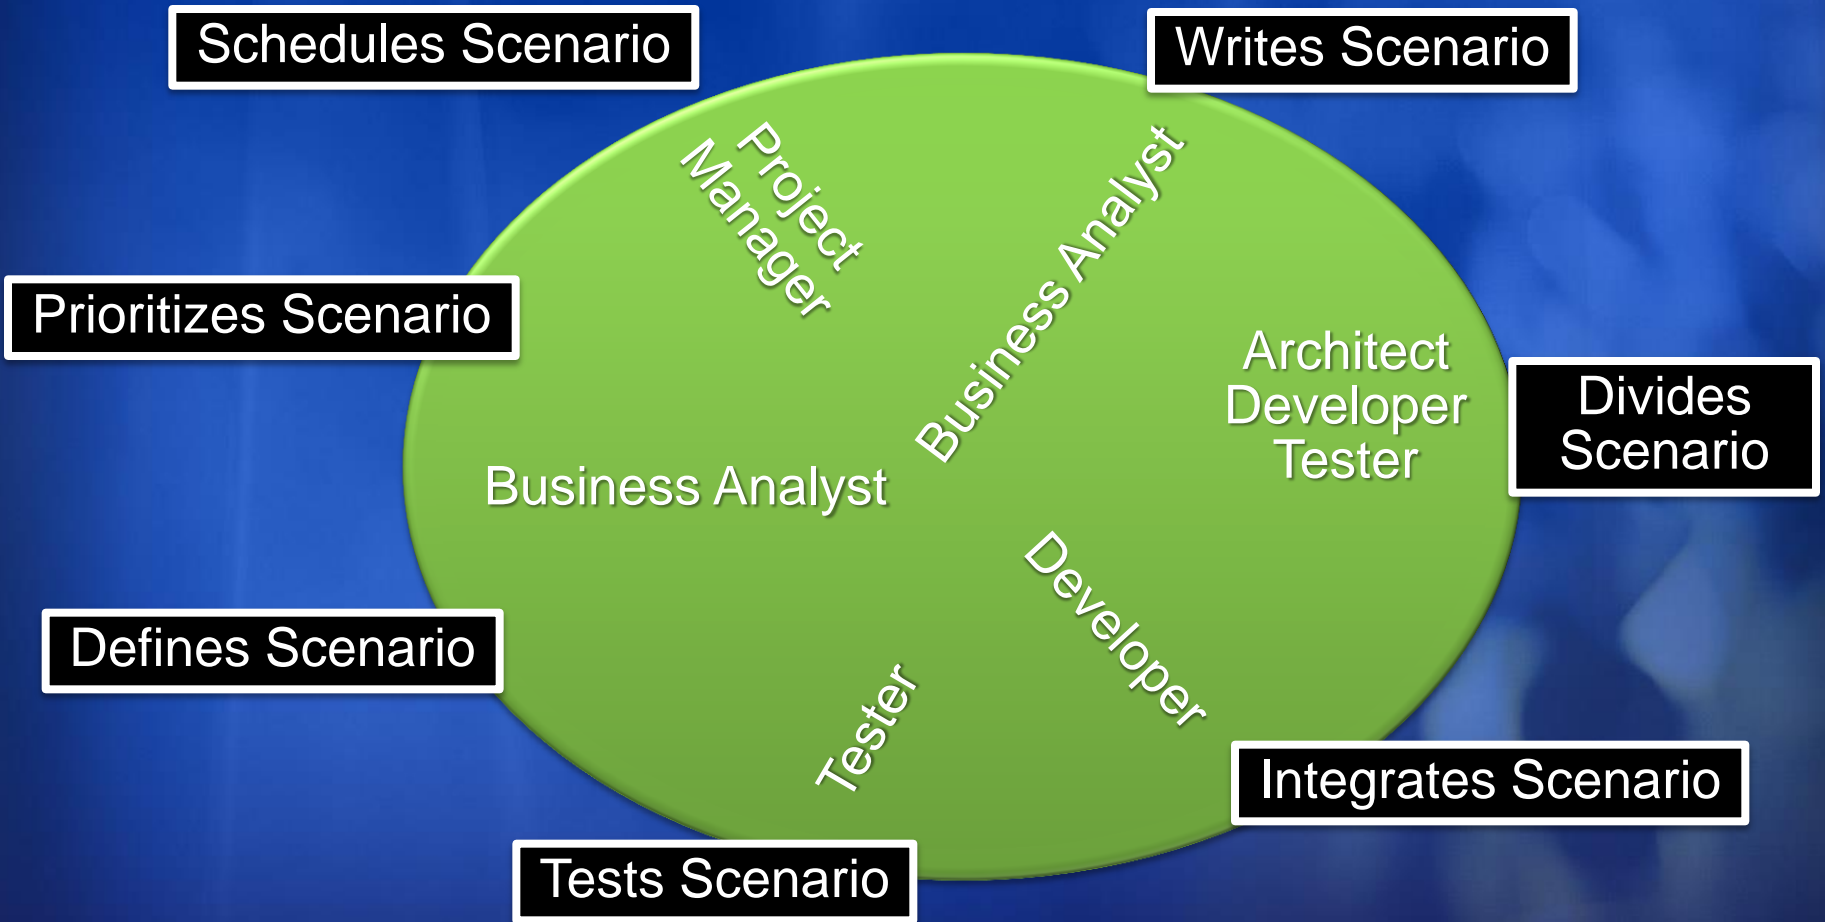 Schedules Scenario
Writes Scenario
Project
Manager
Business Analyst
Prioritizes Scenario
Architect
Developer
Tester
Divides
Scenario
Business Analyst
Developer
Defines Scenario
Tester
Integrates Scenario
Tests Scenario